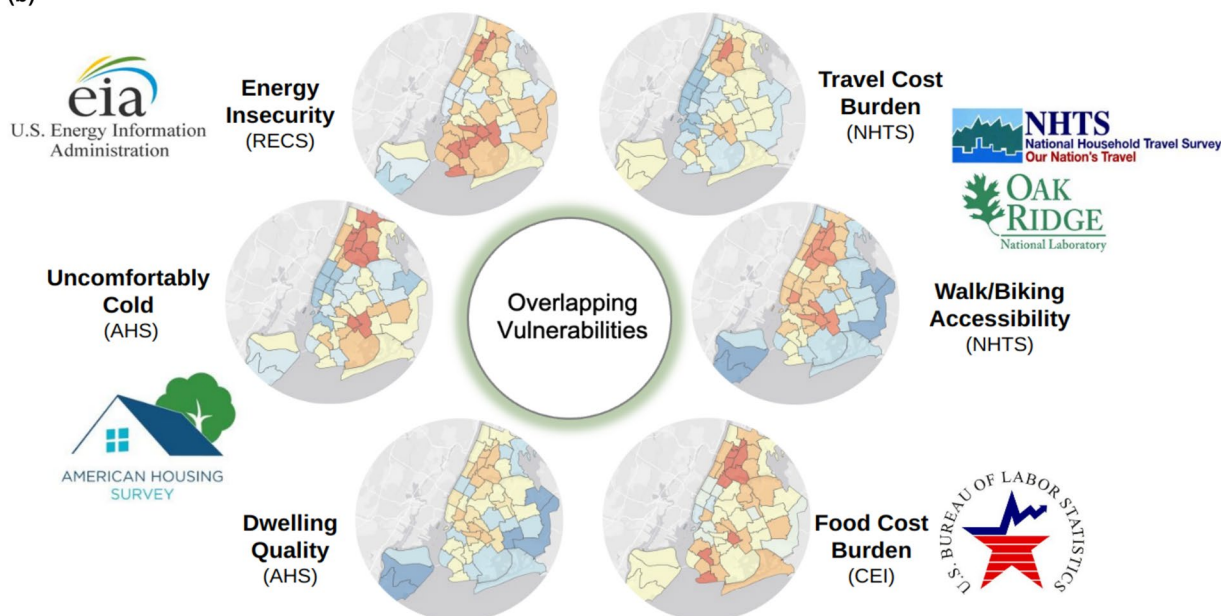 (b)
eia
U.S. Energy Information
Administration
Energy
Insecurity
(RECS)
Travel Cost
Burden
(NHTS)
NHTS
National Household Travel Survey
Our Nation's Travel
OAK
RIDGE
National Laboratory
Uncomfortably
Cold
(AHS)
Overlapping
Vulnerabilities
Walk/Biking
Accessibility
(NHTS)
AMERICAN HOUSING
SURVEY
Dwelling
Quality
(AHS)
Food Cost
Burden
(CEI)
U.S. BUREAU OF LABOR STATISTICS